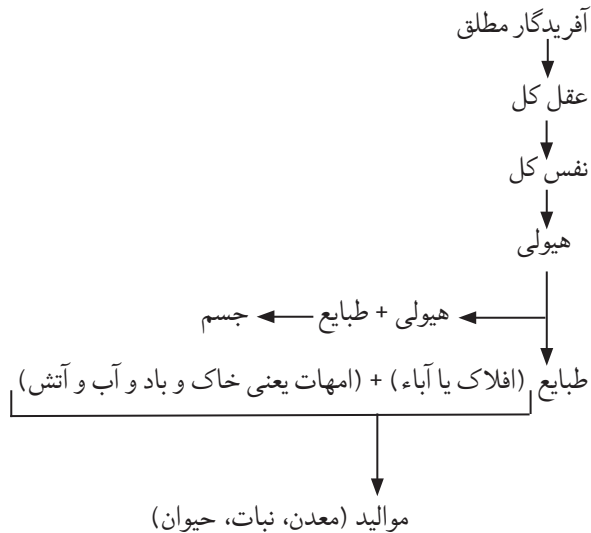 آفریدگار مطلق
عقل کل
نفس کل
هیولی
هیولی + طبایع
جسم
طبایع (افلاک یا آباء) + (امهات یعنی خاک و باد و آب و آتش)
موالید (معدن، نبات، حیوان)